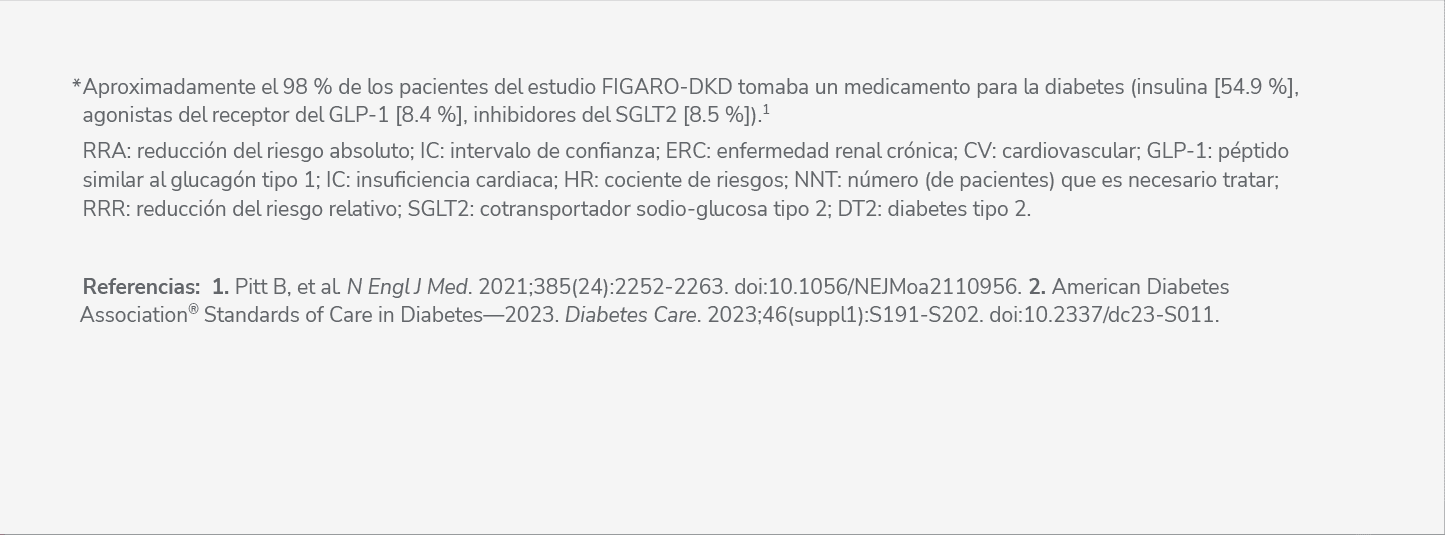 *Aproximadamente el 98 % de los pacientes del estudio FIGARO-DKD tomaba un medicamento para la diabetes (insulina [54.9 %],
agonistas del receptor del GLP-1 [8.4 %], inhibidores del SGLT2 [8.5 %]).¹
RRA: reducción del riesgo absoluto; IC: intervalo de confianza; ERC: enfermedad renal crónica; CV: cardiovascular; GLP-1: péptido
similar al glucagón tipo 1; IC: insuficiencia cardiaca; HR: cociente de riesgos; NNT: número (de pacientes) que es necesario tratar;
RRR: reducción del riesgo relativo; SGLT2: cotransportador sodio-glucosa tipo 2; DT2: diabetes tipo 2.
Referencias: 1. Pitt B, et al. N Engl J Med. 2021;385(24):2252-2263. doi:10.1056/NEJMoa2110956. 2. American Diabetes
Association® Standards of Care in Diabetes—2023. Diabetes Care. 2023;46(suppl1):S191-S202. doi:10.2337/dc23-S011.